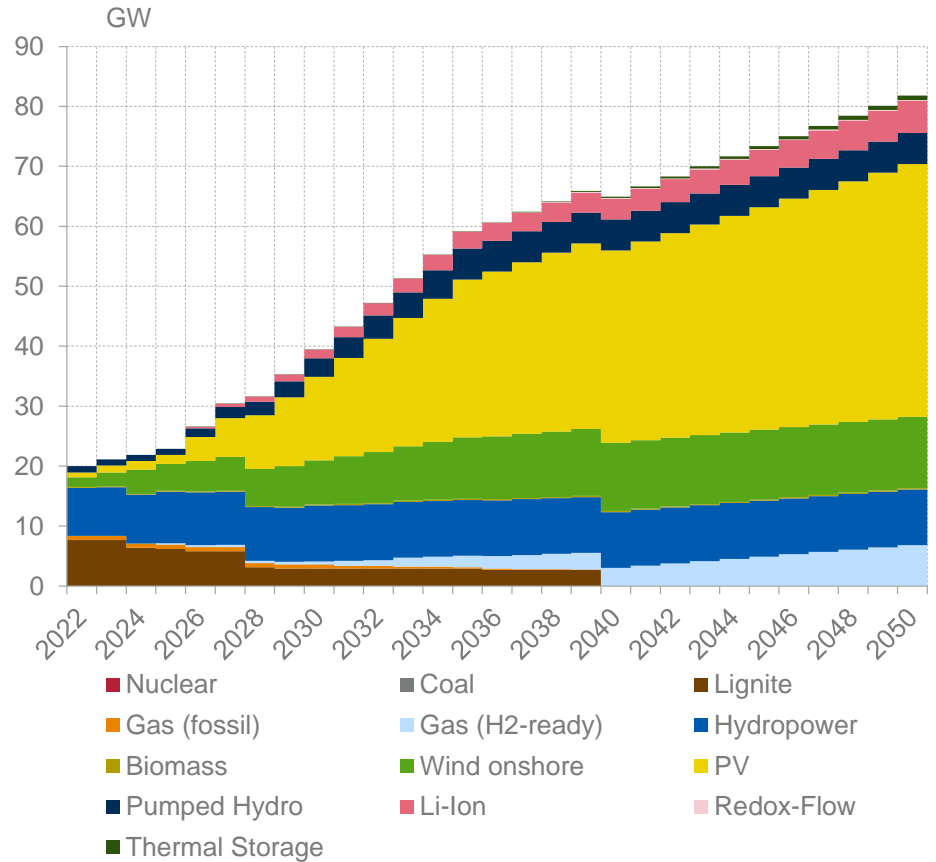 GW
90
80
70
60
50
40
30
20
10
0
2022 2024 2026 2028 2030 2032 2034 2036 2038 2040 2042 2044 2046 2048 2050
Nuclear Coal Lignite
Gas (fossil) Gas (H2-ready) Hydropower
Biomass Wind onshore PV
Pumped Hydro Li-Ion Redox-Flow
Thermal Storage